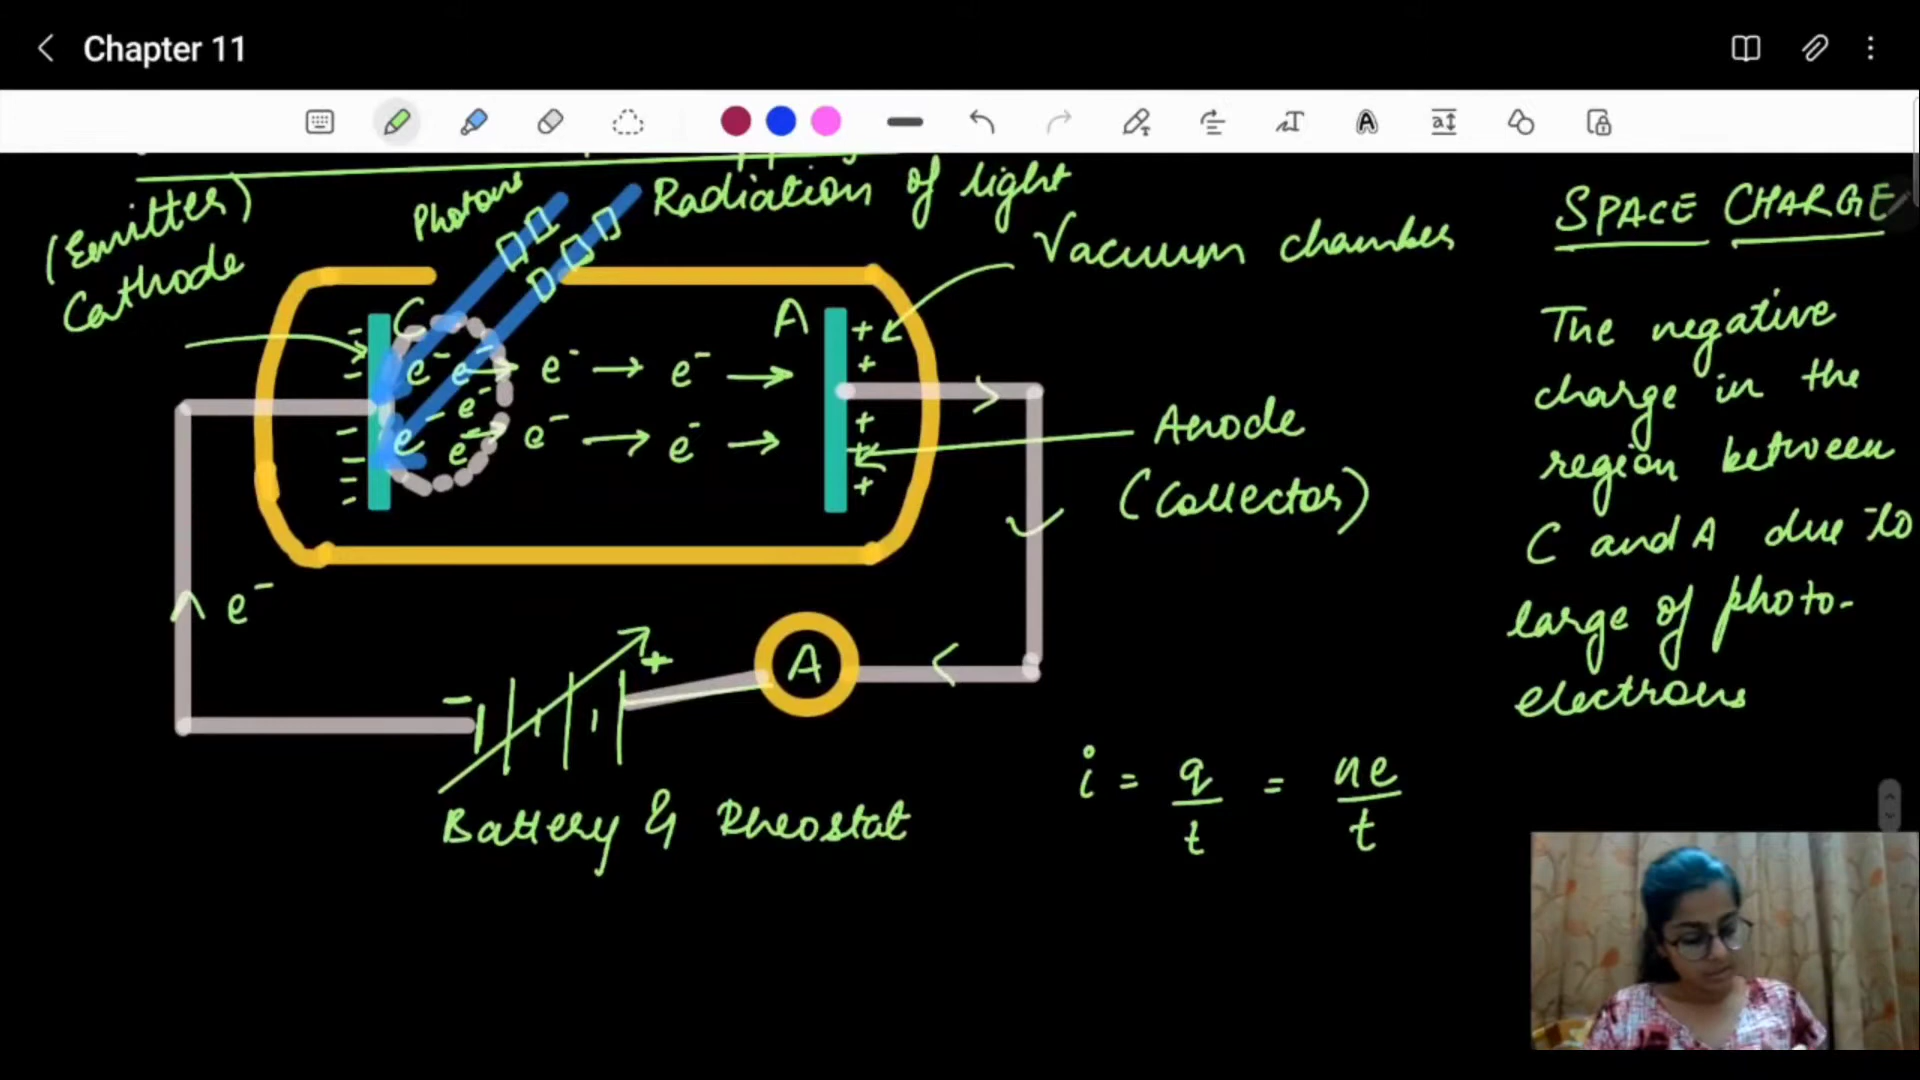 Chapter 11
(Emitter)
Cathode
Photons
Radiation of light
Vacuum chamber
C
A
- - - - - - -
e⁻ e⁻ → e⁻ → e⁻ →
e⁻
e⁻ e⁻ → e⁻ → e⁻ →
+ + + + +
Anode
(Collector)
e⁻
- +
A
Battery & Rheostat
i = q/t = ne/t
SPACE CHARGE
The negative
charge in the
region between
C and A due to
large of photo-
electrons